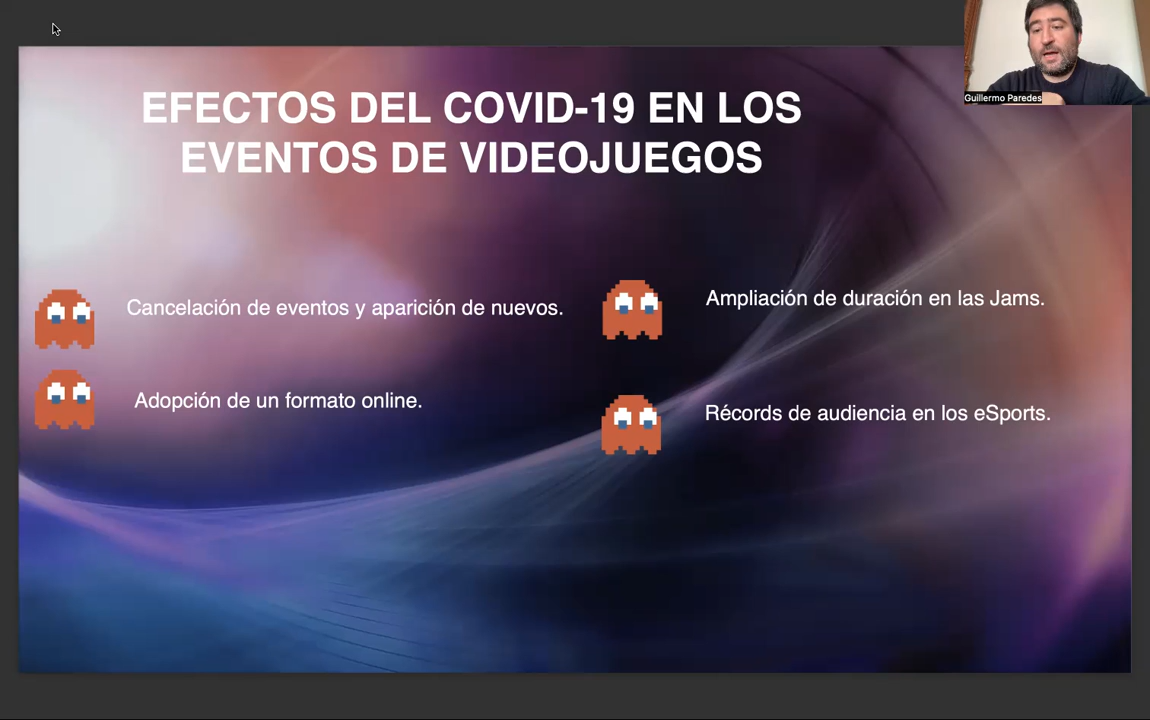 EFECTOS DEL COVID-19 EN LOS
EVENTOS DE VIDEOJUEGOS
Cancelación de eventos y aparición de nuevos.
Adopción de un formato online.
Ampliación de duración en las Jams.
Récords de audiencia en los eSports.
Guillermo Paredes